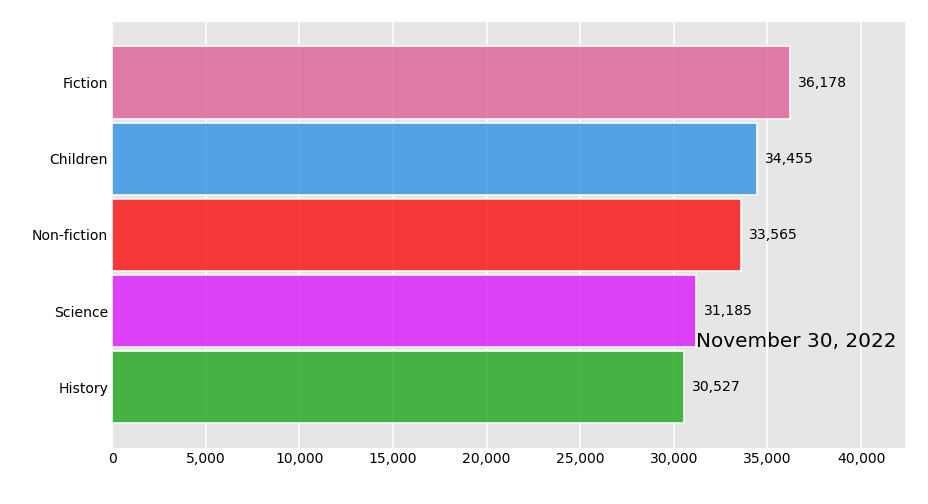 Fiction 36,178
Children 34,455
Non-fiction 33,565
Science 31,185
November 30, 2022
History 30,527
0 5,000 10,000 15,000 20,000 25,000 30,000 35,000 40,000